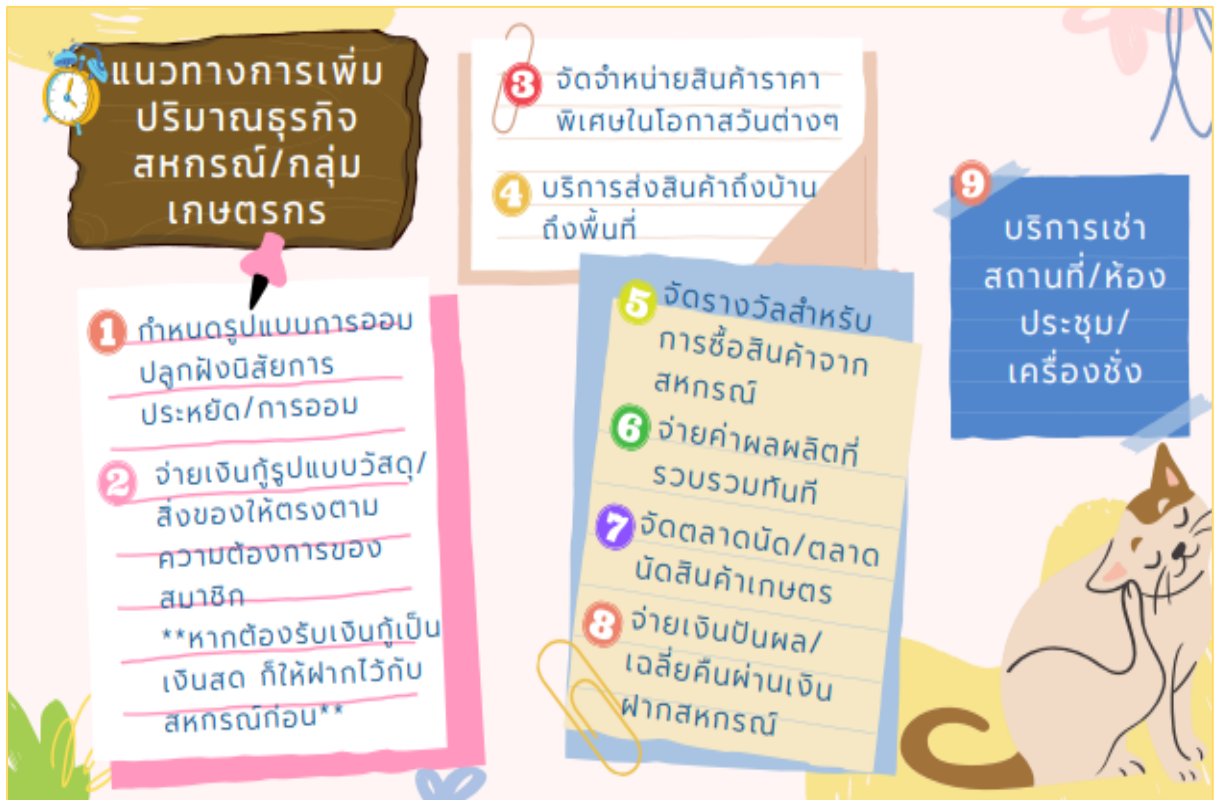 แนวทางการเพิ่ม
ปริมาณธุรกิจ
สหกรณ์/กลุ่ม
เกษตรกร
1 กำหนดรูปแบบการออม
ปลูกฝังนิสัยการ
ประหยัด/การออม
2 จ่ายเงินกู้รูปแบบวัสดุ/
สิ่งของให้ตรงตาม
ความต้องการของ
สมาชิก
**หากต้องรับเงินกู้เป็น
เงินสด ก็ให้ฝากไว้กับ
สหกรณ์ก่อน**
3 จัดจำหน่ายสินค้าราคา
พิเศษในโอกาสวันต่างๆ
4 บริการส่งสินค้าถึงบ้าน
ถึงพื้นที่
5 จัดรางวัลสำหรับ
การซื้อสินค้าจาก
สหกรณ์
6 จ่ายค่าผลผลิตที่
รวบรวมทันที
7 จัดตลาดนัด/ตลาด
นัดสินค้าเกษตร
8 จ่ายเงินปันผล/
เฉลี่ยคืนผ่านเงิน
ฝากสหกรณ์
9
บริการเช่า
สถานที่/ห้อง
ประชุม/
เครื่องชั่ง